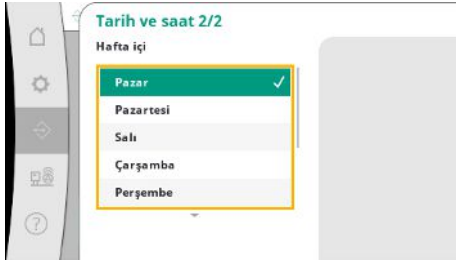 Tarih ve saat 2/2
Hafta içi
Pazar
Pazartesi
Salı
Çarşamba
Perşembe